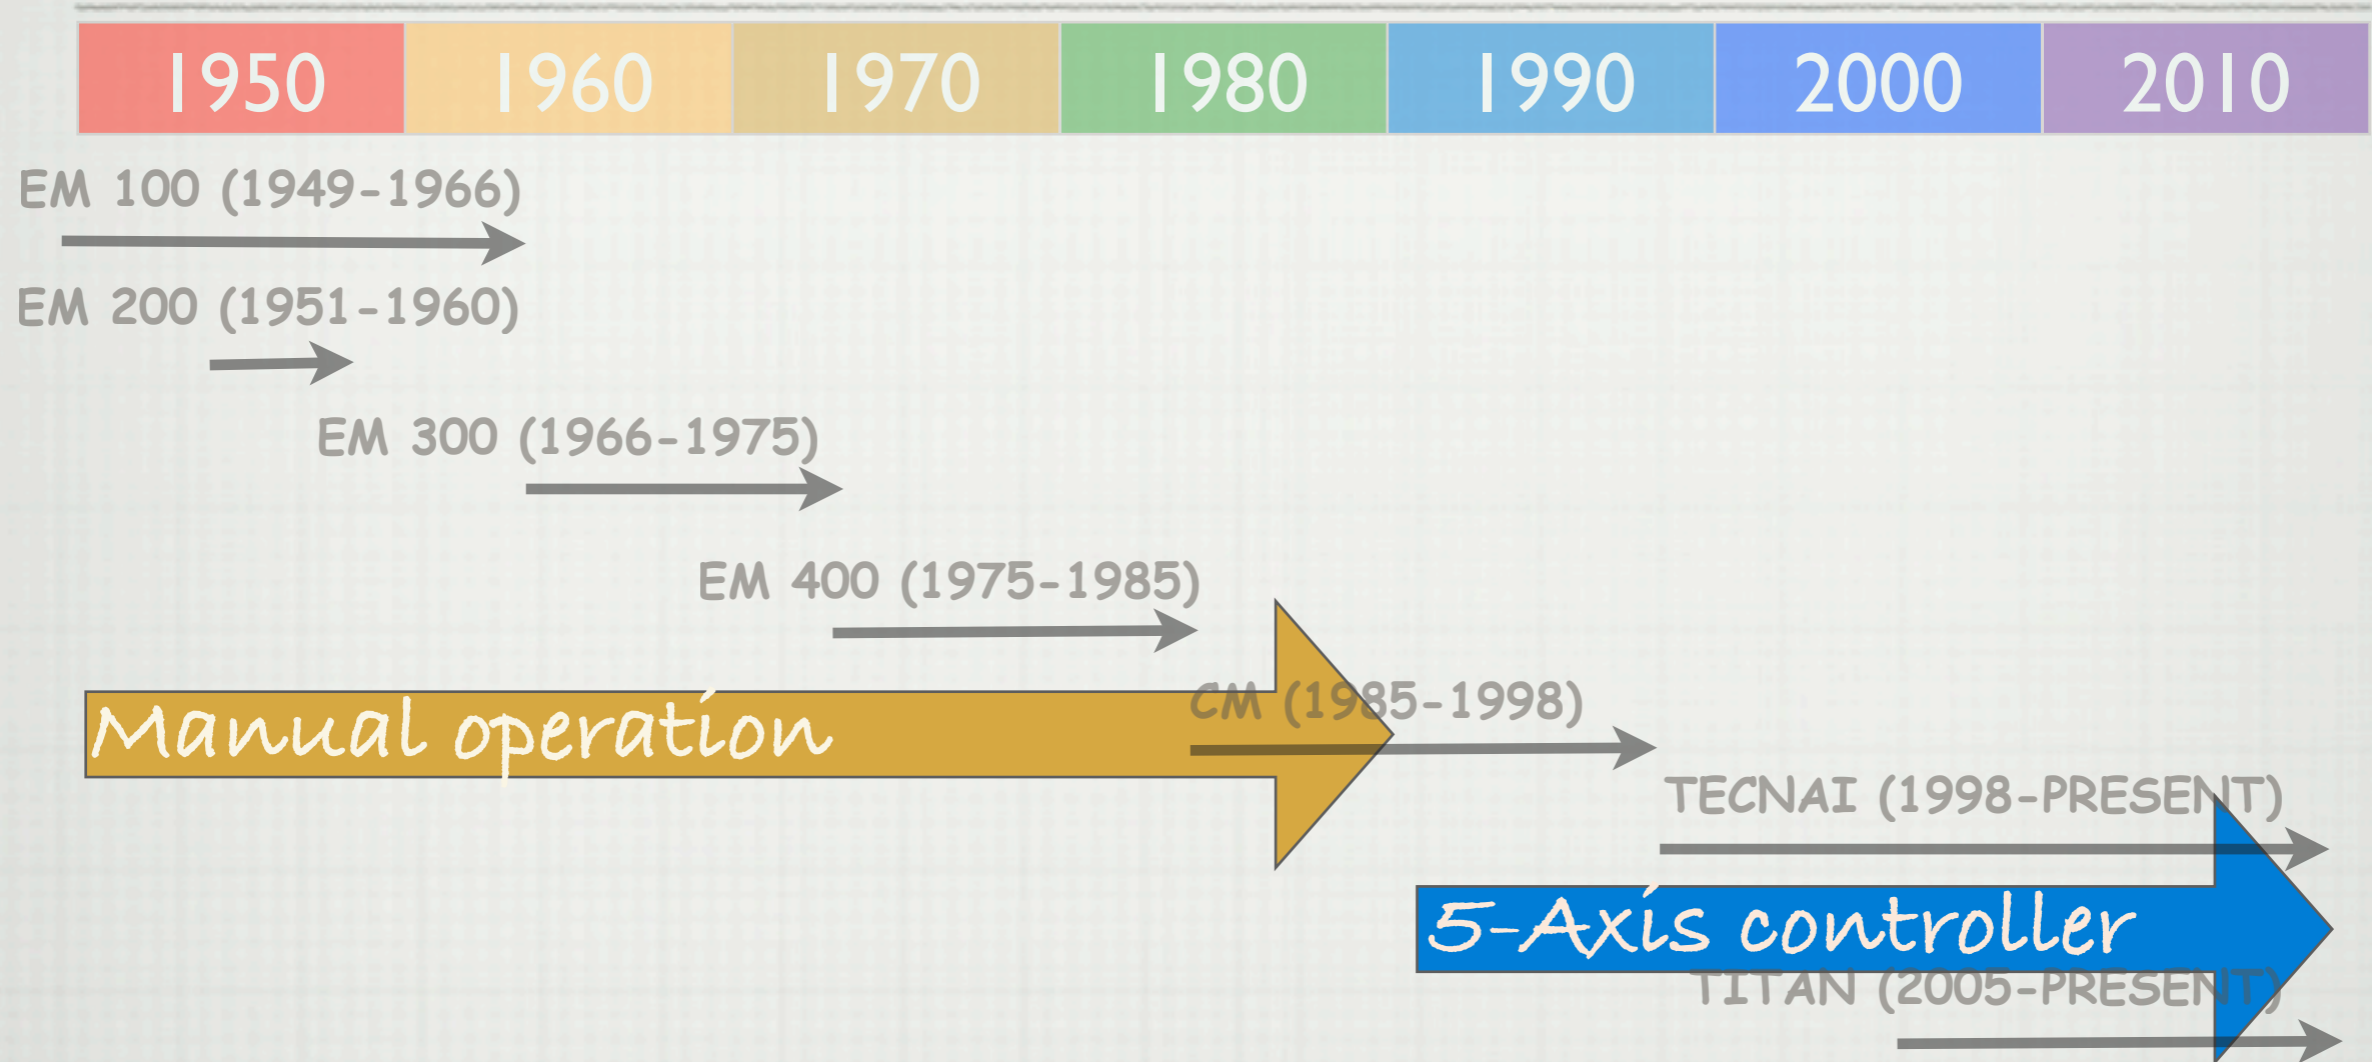 1950 1960 1970 1980 1990 2000 2010
EM 100 (1949-1966)
EM 200 (1951-1960)
EM 300 (1966-1975)
EM 400 (1975-1985)
CM (1985-1998)
Manual operation
TECNAI (1998-PRESENT)
5-Axis controller
TITAN (2005-PRESENT)